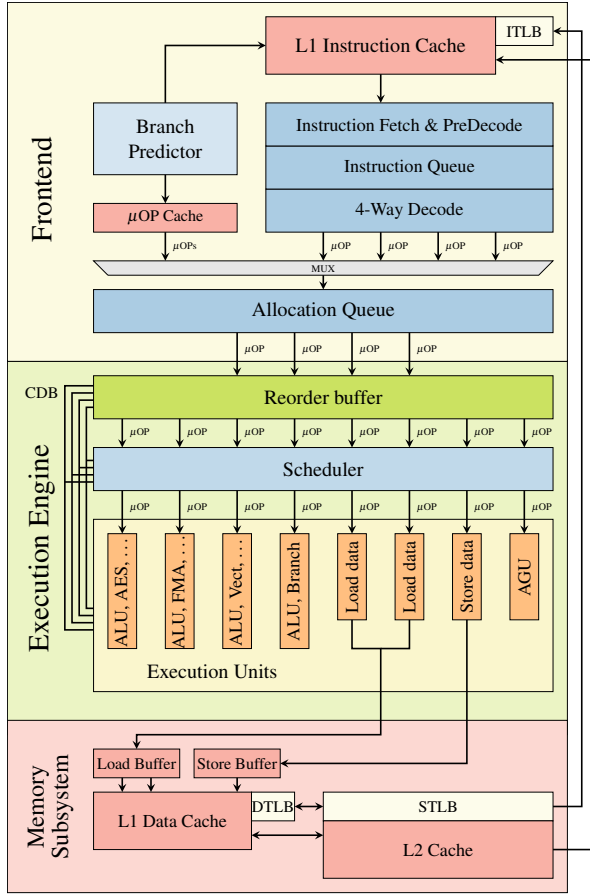 L1 Instruction Cache
ITLB
Frontend
Branch
Predictor
Instruction Fetch & PreDecode
Instruction Queue
4-Way Decode
μOP Cache
μOPs
μOP
μOP
μOP
μOP
MUX
Allocation Queue
μOP
μOP
μOP
μOP
Execution Engine
CDB
Reorder buffer
μOP
μOP
μOP
μOP
μOP
μOP
μOP
μOP
Scheduler
μOP
μOP
μOP
μOP
μOP
μOP
μOP
μOP
ALU, AES, ...
ALU, FMA, ...
ALU, Vect, ...
ALU, Branch
Load data
Load data
Store data
AGU
Execution Units
Memory
Subsystem
Load Buffer
Store Buffer
L1 Data Cache
DTLB
STLB
L2 Cache